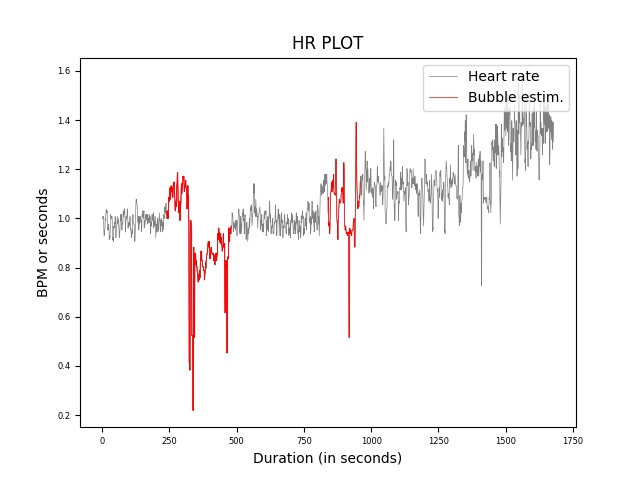 HR PLOT
Heart rate
Bubble estim.
BPM or seconds
1.6
1.4
1.2
1.0
0.8
0.6
0.4
0.2
0 250 500 750 1000 1250 1500 1750
Duration (in seconds)